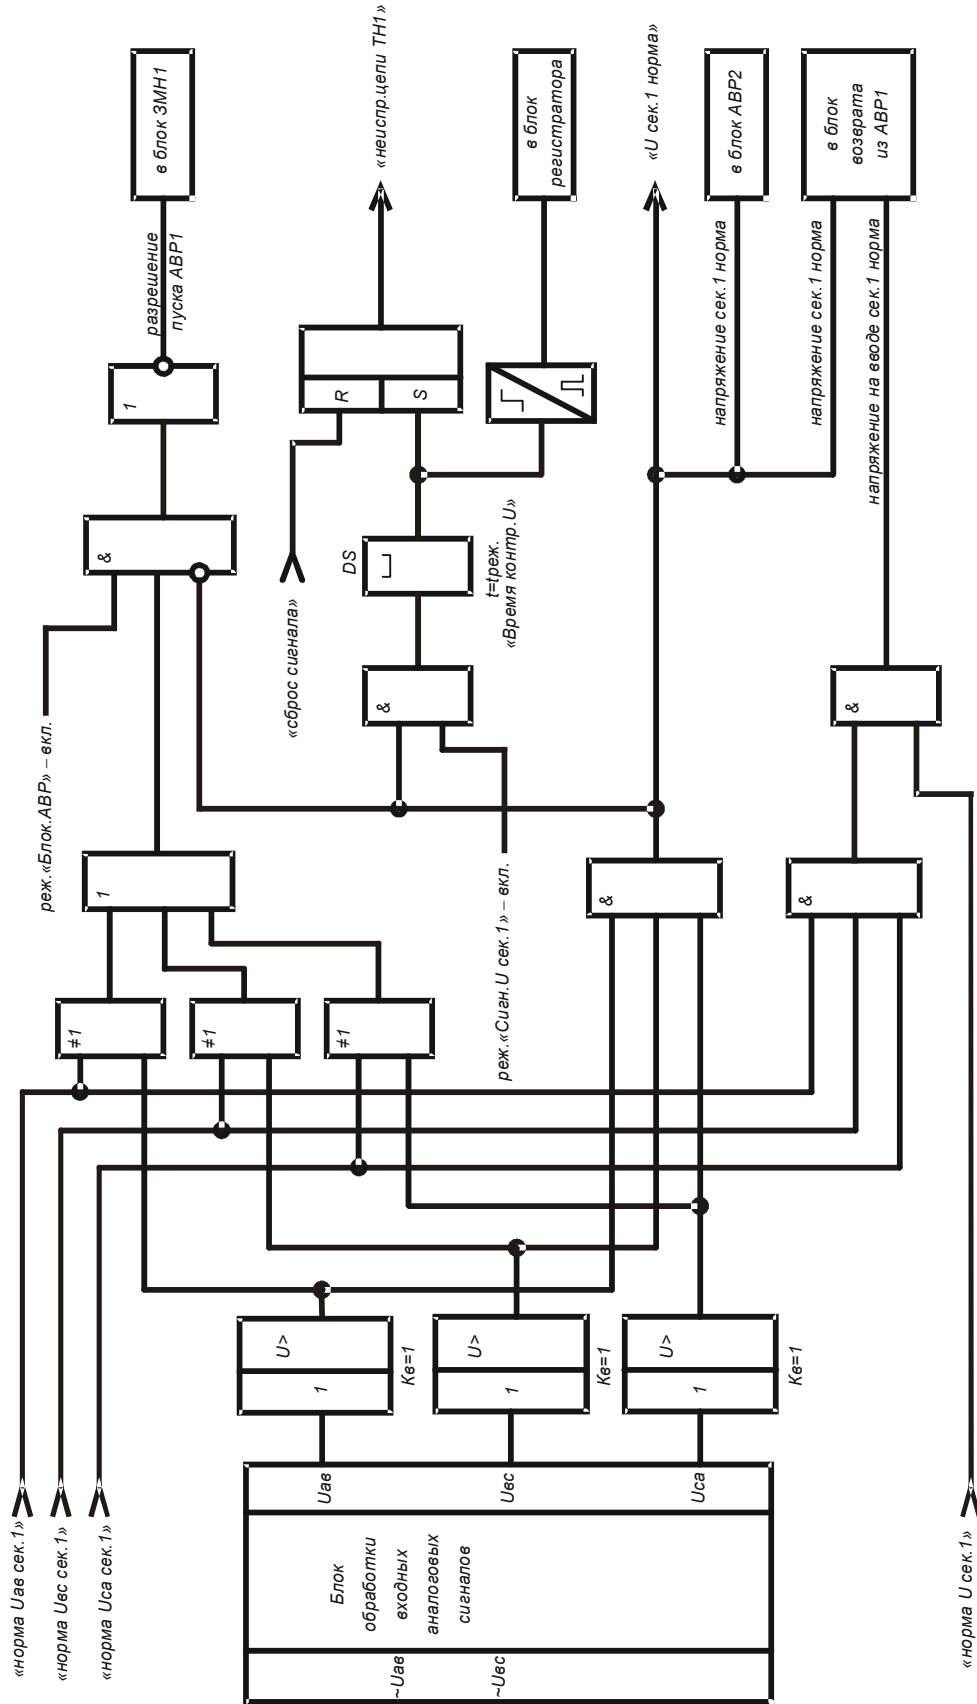 «норма Uав сек.1»
«норма Uвс сек.1»
«норма Uса сек.1»
~Uав
~Uвс
Блок
обработки
входных
аналоговых
сигналов
Uав
Uвс
Uса
1
U>
Кв=1
1
U>
Кв=1
1
U>
Кв=1
≠1
≠1
≠1
1
реж.«Блок.АВР» – вкл.
&
1
разрешение
пуска АВР1
в блок ЗМН1
реж.«Сигн.U сек.1» – вкл.
&
DS
t=tреж.
«Время контр.U»
«сброс сигнала»
R
S
«неиспр.цепи ТН1»
в блок
регистратора
&
«U сек.1 норма»
напряжение сек.1 норма
в блок АВР2
напряжение сек.1 норма
напряжение на вводе сек.1 норма
в блок
возврата
из АВР1
&
&
«норма U сек.1»